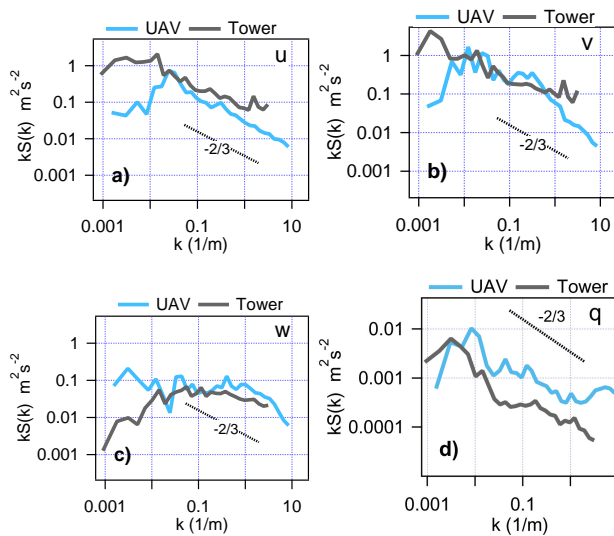 UAV Tower
u
kS(k) m²s⁻²
1
0.1
0.01
0.001
-2/3
a)
0.001 0.1 10
k (1/m)
UAV Tower
v
kS(k) m²s⁻²
1
0.1
0.01
0.001
-2/3
b)
0.001 0.1 10
k (1/m)
UAV Tower
w
kS(k) m²s⁻²
1
0.1
0.01
0.001
-2/3
c)
0.001 0.1 10
k (1/m)
UAV Tower
q
kS(k) m²s⁻²
0.01
0.001
0.0001
-2/3
d)
0.001 0.1
k (1/m)